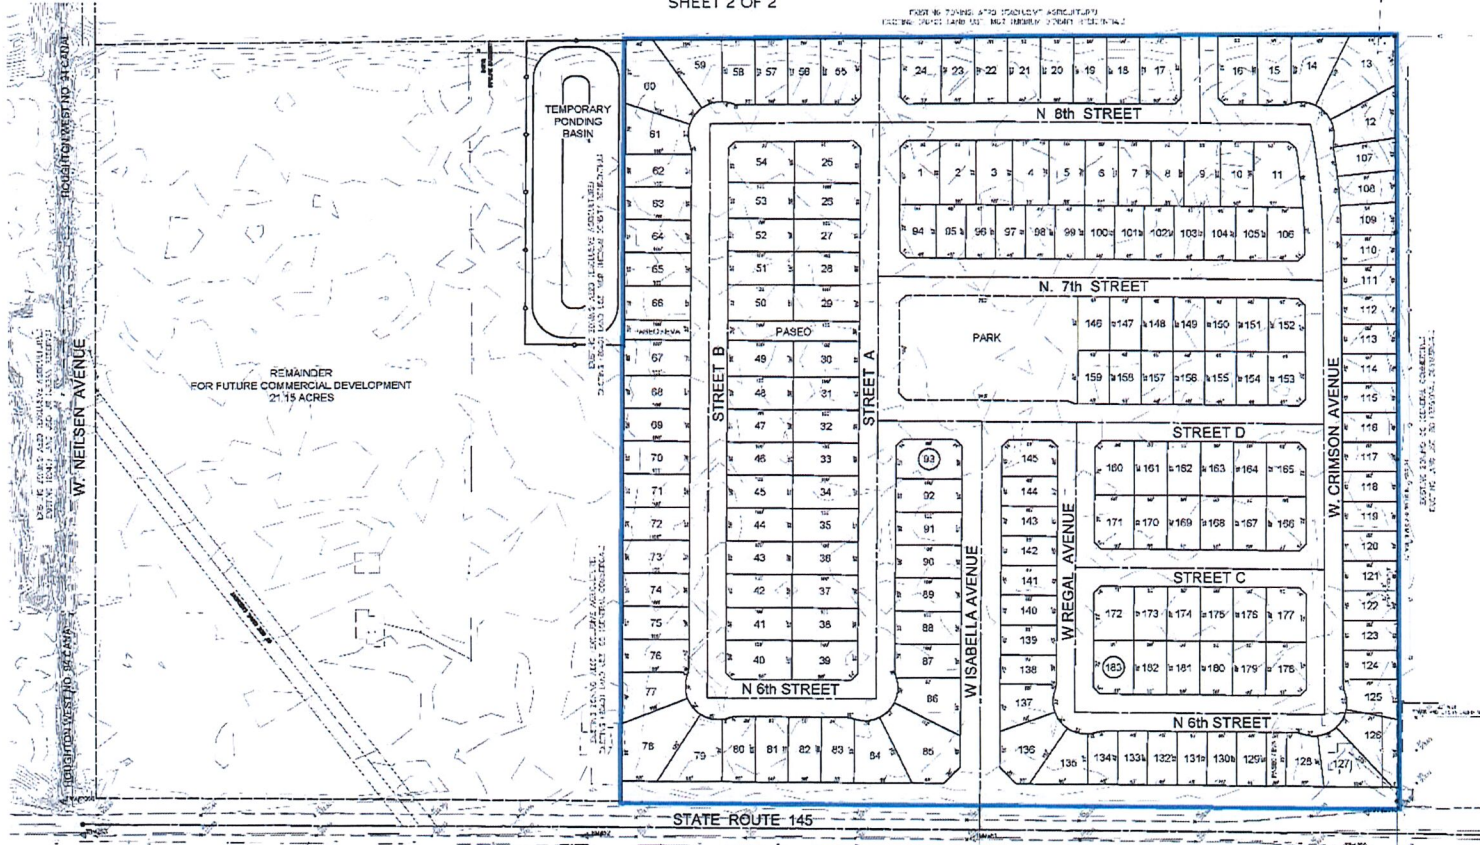 SHEET 2 OF 2
ROUGHTON WEST NO. 94 CANAL
W. NEILSEN AVENUE
ROUGHTON WEST NO. 94 CANAL
REMAINDER
FOR FUTURE COMMERCIAL DEVELOPMENT
21.15 ACRES
TEMPORARY
PONDING
BASIN
59 58 57 56 55
60
24 23 22 21 20 19 18 17
16 15 14 13
N 8th STREET
12
61
62
63
64
65
66
67
68
69
70
71
72
73
74
75
76
77
78
79 80 81 82 83 84 85
STREET B
54 25
53 26
52 27
51 28
50 29
PASEO
49 30
48 31
47 32
46 33
45 34
44 35
43 36
42 37
41 38
40 39
N 6th STREET
STREET A
1 2 3 4 5 6 7 8 9 10 11
94 95 96 97 98 99 100 101 102 103 104 105 106
N. 7th STREET
PARK
146 147 148 149 150 151 152
159 158 157 156 155 154 153
STREET D
93
92
91
90
89
88
87
86
W ISABELLA AVENUE
145
144
143
142
141
140
139
138
137
136
W REGAL AVENUE
160 161 162 163 164 165
171 170 169 168 167 166
STREET C
172 173 174 175 176 177
183 182 181 180 179 178
N 6th STREET
135 134 133 132 131 130 129 128 127
W. CRIMSON AVENUE
107
108
109
110
111
112
113
114
115
116
117
118
119
120
121
122
123
124
125
126
STATE ROUTE 145